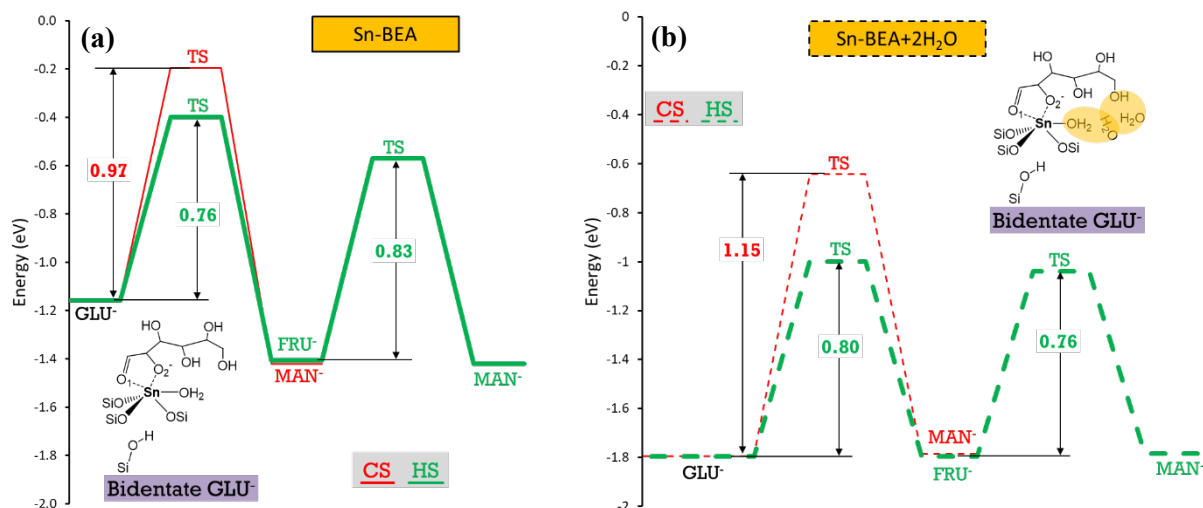 (a)
Sn-BEA
0.0
-0.2
-0.4
-0.6
-0.8
-1.0
-1.2
-1.4
-1.6
-1.8
-2.0
Energy (eV)
TS
TS
TS
0.97
0.76
0.83
GLU⁻
FRU⁻
MAN⁻
MAN⁻
HO
OH
HO
OH
OH
O₁
O₂⁻
Sn
OH₂
SiO
SiO
OSi
O
H
Si
Bidentate GLU⁻
CS HS
(b)
Sn-BEA+2H₂O
0
-0.2
-0.4
-0.6
-0.8
-1
-1.2
-1.4
-1.6
-1.8
-2
Energy (eV)
CS HS
TS
TS
TS
1.15
0.80
0.76
GLU⁻
MAN⁻
FRU⁻
MAN⁻
HO
OH
HO
OH
OH
O₁
O₂⁻
Sn
OH₂
H₂O
H₂O
SiO
SiO
OSi
O
H
Si
Bidentate GLU⁻